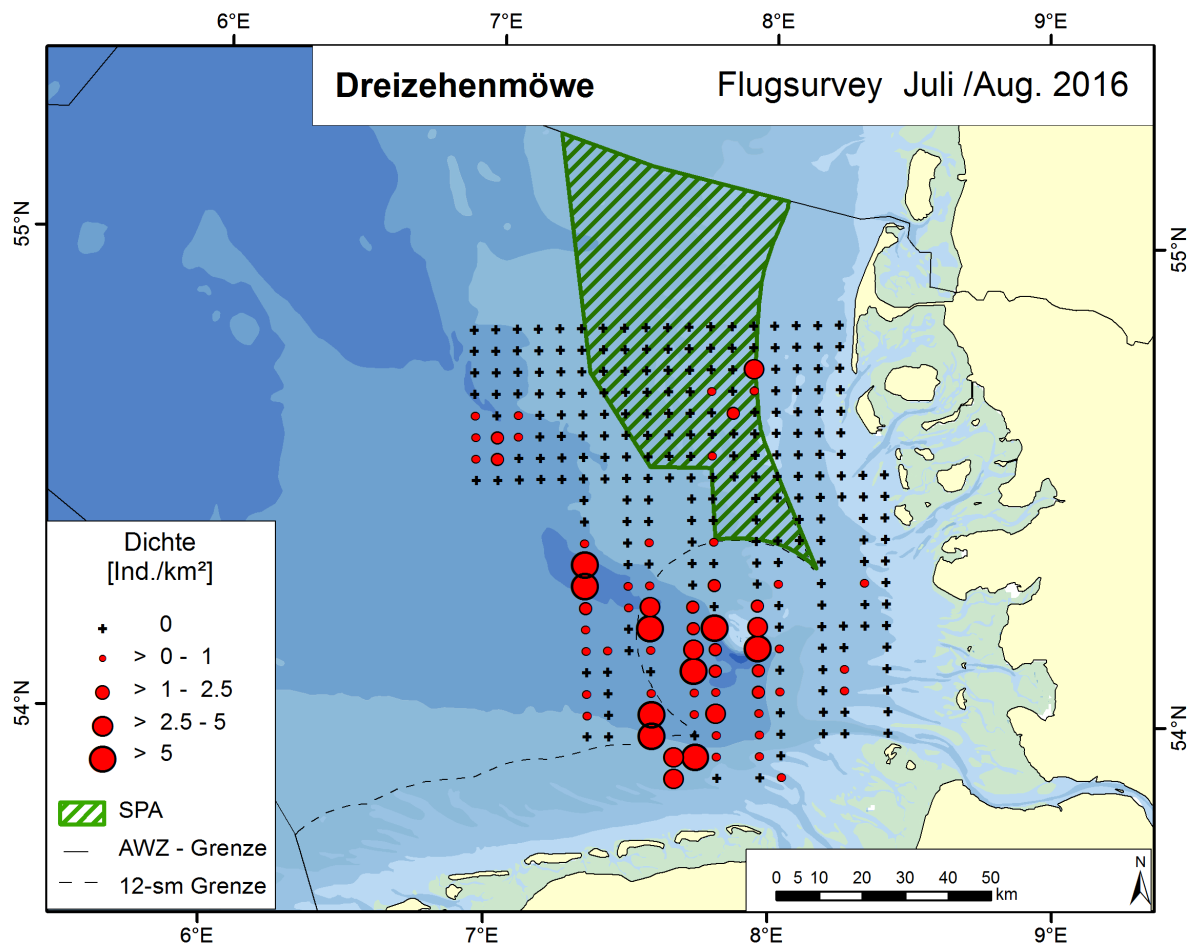 6°E 7°E 8°E 9°E
Dreizehenmöwe Flugsurvey Juli /Aug. 2016
55°N 55°N
Dichte
[Ind./km²]
0
> 0 - 1
> 1 - 2.5
> 2.5 - 5
> 5
SPA
AWZ - Grenze
12-sm Grenze
54°N 54°N
N
0 5 10 20 30 40 50
km
6°E 7°E 8°E 9°E